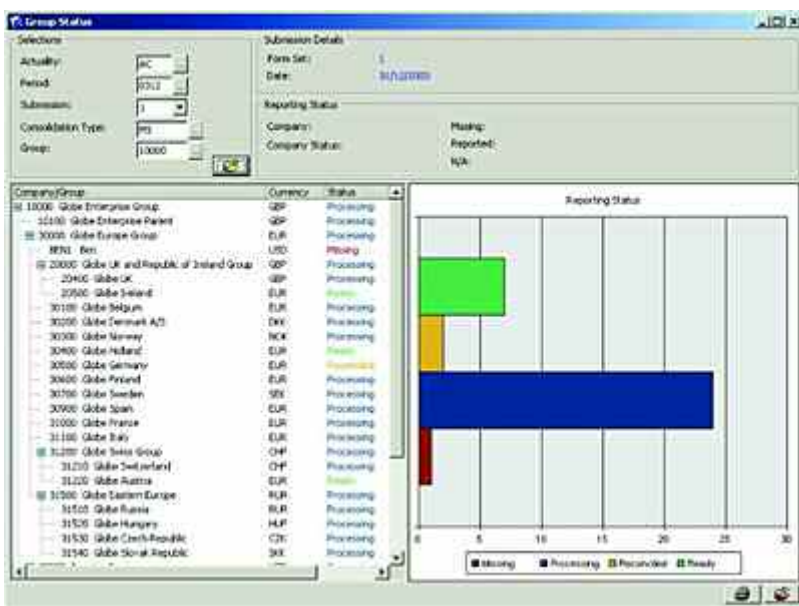 Group Status
Selections
Actuality:
AC
Period:
0312
Submission:
1
Consolidation Type:
Group:
10000
Submission Details
Form Set:
1
Date:
Reporting Status
Company:
Company Status:
Missing:
Reported:
N/A:
Company/Group Currency Status
10000 Globe Enterprise Group GBP Processing
10100 Globe Enterprise Parent GBP Processing
30000 Globe Europe Group EUR Processing
BEN1 Ben USD Missing
20000 Globe UK and Republic of Ireland Group GBP Processing
20400 Globe UK GBP Processing
20500 Globe Ireland EUR Ready
30100 Globe Belgium EUR Processing
30200 Globe Denmark A/S DKK Processing
30300 Globe Norway NOK Processing
30400 Globe Holland EUR Ready
30500 Globe Germany EUR Reconciled
30600 Globe Finland EUR Processing
30700 Globe Sweden SEK Processing
30900 Globe Spain EUR Processing
31000 Globe France EUR Processing
31100 Globe Italy EUR Processing
31200 Globe Swiss Group CHF Processing
31210 Globe Switzerland CHF Processing
31220 Globe Austria EUR Ready
31500 Globe Eastern Europe RUR Processing
31510 Globe Russia RUR Processing
31520 Globe Hungary HUF Processing
31530 Globe Czech Republic CZK Processing
31540 Globe Slovak Republic SKK Processing
Reporting Status
0 5 10 15 20 25 30
Missing Processing Reconciled Ready